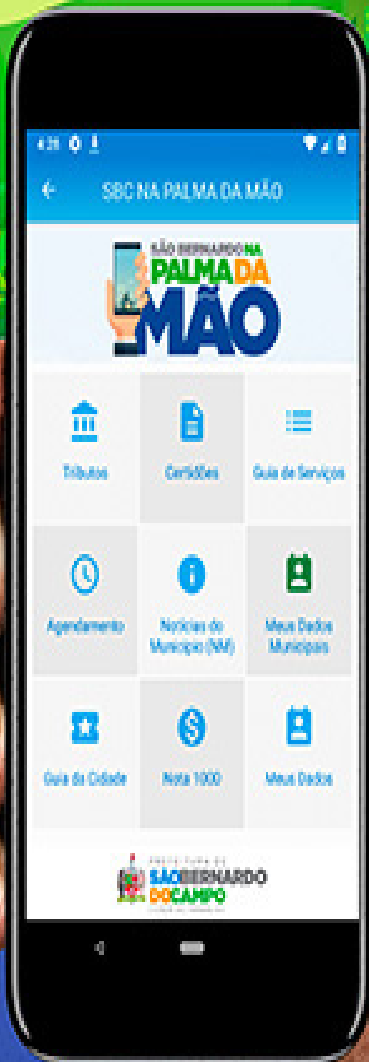 4:31
SBC NA PALMA DA MÃO
SÃO BERNARDO NA
PALMA DA
MÃO
Tributos
Certidões
Guia de Serviços
Agendamento
Notícias do
Município (NM)
Meus Dados
Municipais
Guia da Cidade
Nota 1000
Meus Dados
PREFEITURA DE
SÃO BERNARDO
DO CAMPO